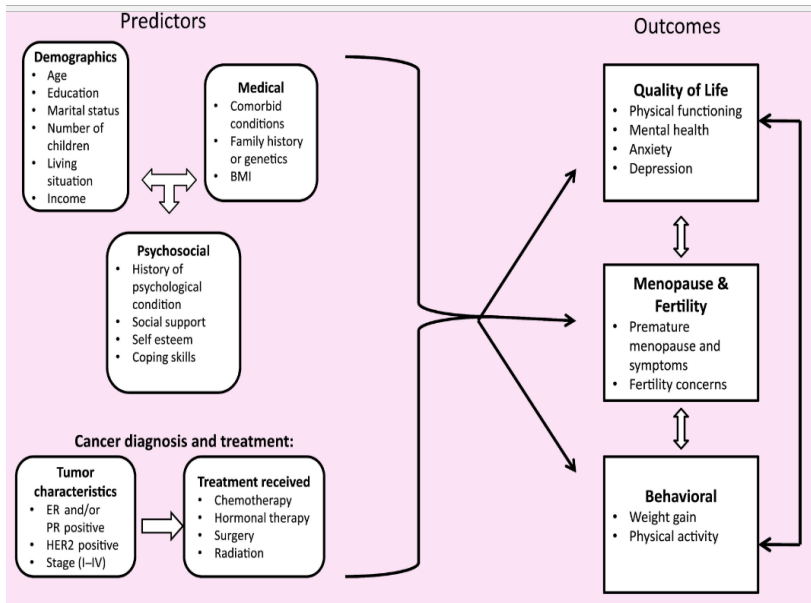 Predictors
Demographics
• Age
• Education
• Marital status
• Number of
children
• Living
situation
• Income
Medical
• Comorbid
conditions
• Family history
or genetics
• BMI
Psychosocial
• History of
psychological
condition
• Social support
• Self esteem
• Coping skills
Cancer diagnosis and treatment:
Tumor
characteristics
• ER and/or
PR positive
• HER2 positive
• Stage (I–IV)
Treatment received
• Chemotherapy
• Hormonal therapy
• Surgery
• Radiation
Outcomes
Quality of Life
• Physical functioning
• Mental health
• Anxiety
• Depression
Menopause &
Fertility
• Premature
menopause and
symptoms
• Fertility concerns
Behavioral
• Weight gain
• Physical activity